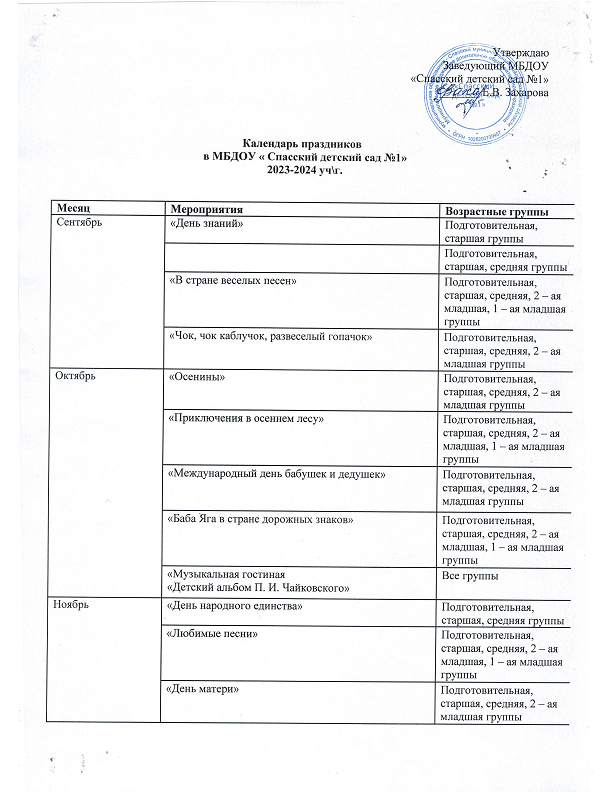 Утверждаю
Заведующий МБДОУ
«Спасский детский сад №1»
Е.В. Захарова
Календарь праздников
в МБДОУ « Спасский детский сад №1»
2023-2024 уч\г.
Месяц Мероприятия Возрастные группы
Сентябрь «День знаний» Подготовительная,
старшая группы
Подготовительная,
старшая, средняя группы
«В стране веселых песен» Подготовительная,
старшая, средняя, 2 – ая
младшая, 1 – ая младшая
группы
«Чок, чок каблучок, развеселый гопачок» Подготовительная,
старшая, средняя, 2 – ая
младшая группы
Октябрь «Осенины» Подготовительная,
старшая, средняя, 2 – ая
младшая группы
«Приключения в осеннем лесу» Подготовительная,
старшая, средняя, 2 – ая
младшая, 1 – ая младшая
группы
«Международный день бабушек и дедушек» Подготовительная,
старшая, средняя, 2 – ая
младшая группы
«Баба Яга в стране дорожных знаков» Подготовительная,
старшая, средняя, 2 – ая
младшая, 1 – ая младшая
группы
«Музыкальная гостиная Все группы
«Детский альбом П. И. Чайковского»
Ноябрь «День народного единства» Подготовительная,
старшая, средняя группы
«Любимые песни» Подготовительная,
старшая, средняя, 2 – ая
младшая, 1 – ая младшая
группы
«День матери» Подготовительная,
старшая, средняя, 2 – ая
младшая группы